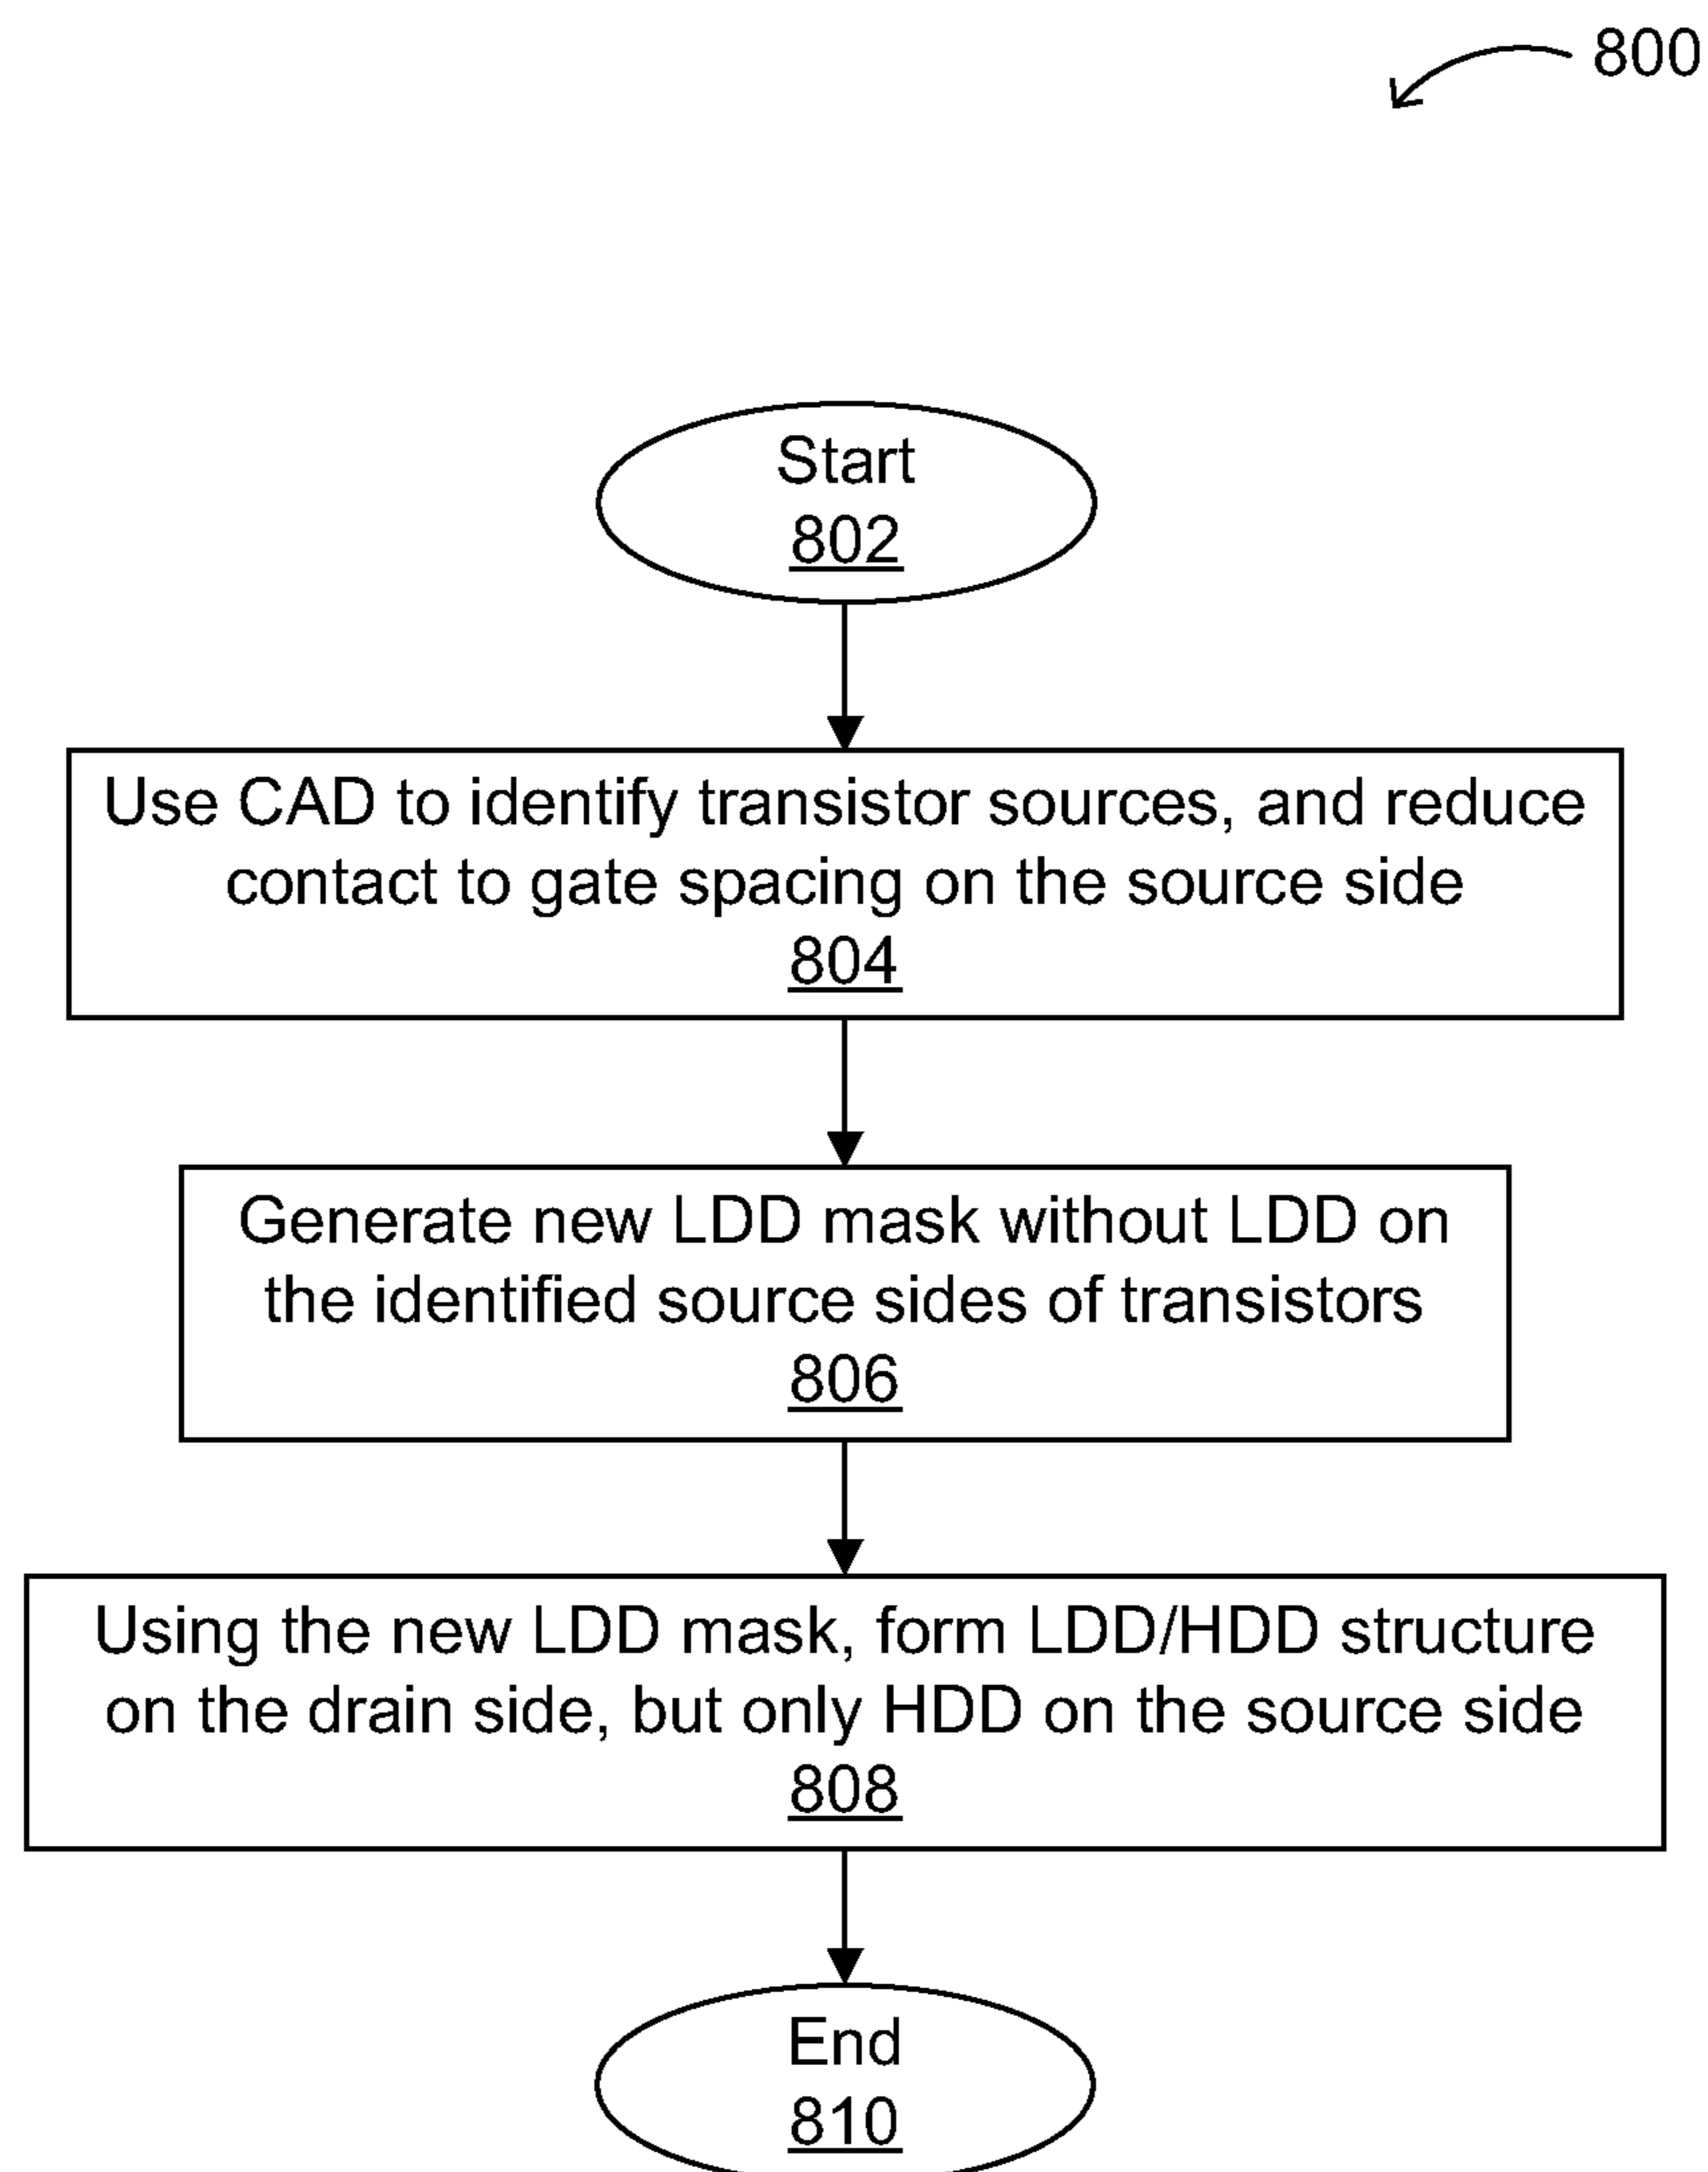 800
Start
802
Use CAD to identify transistor sources, and reduce
contact to gate spacing on the source side
804
Generate new LDD mask without LDD on
the identified source sides of transistors
806
Using the new LDD mask, form LDD/HDD structure
on the drain side, but only HDD on the source side
808
End
810